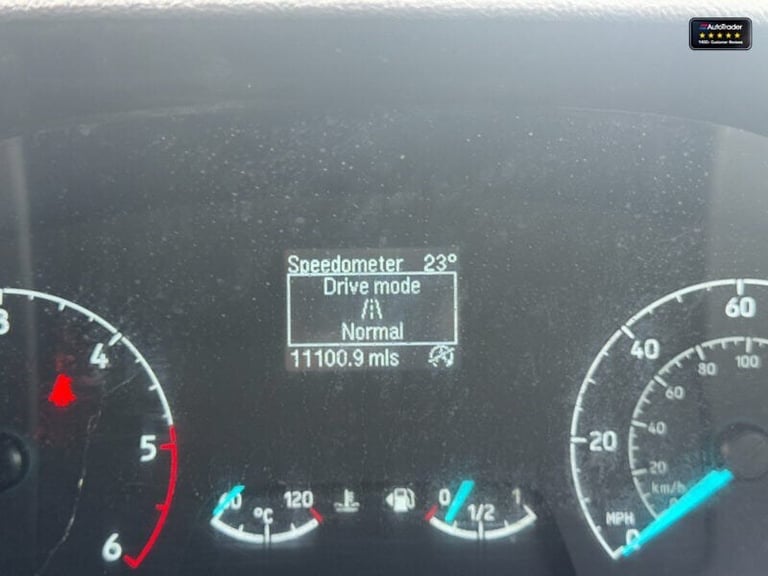 AutoTrader
Speedometer 23°
Drive mode
Normal
11100.9 mls
3
4
5
6
60 120
°C
0 1/2 1
0 20 40 60
MPH
20 40 60 80 100
km/h